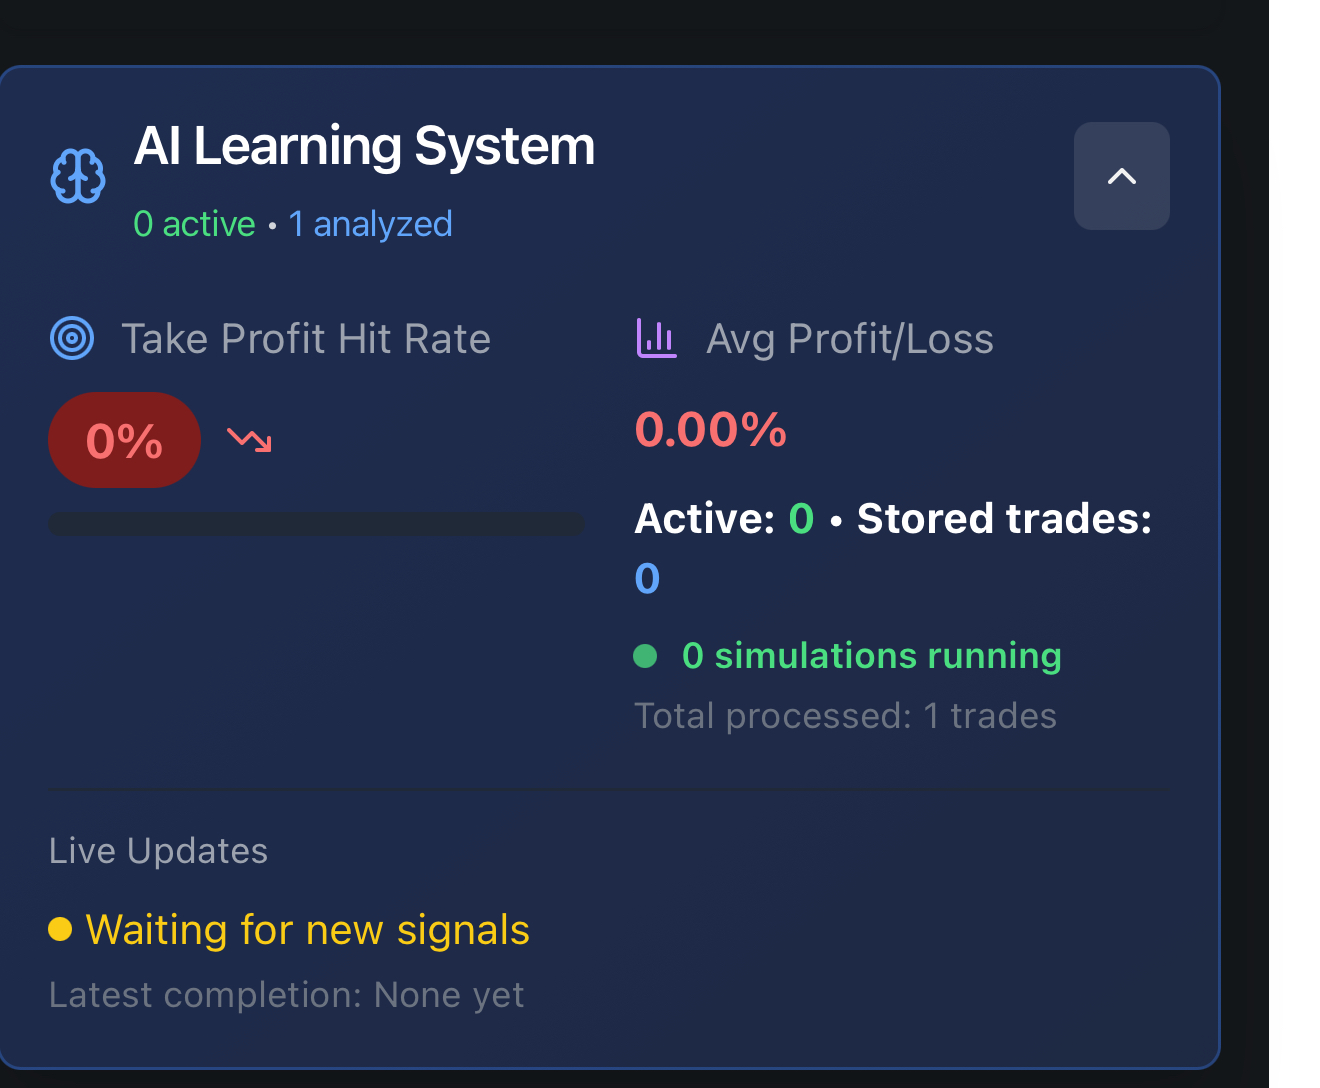 AI Learning System
0 active • 1 analyzed
Take Profit Hit Rate
0%
Avg Profit/Loss
0.00%
Active: 0 • Stored trades:
0
0 simulations running
Total processed: 1 trades
Live Updates
Waiting for new signals
Latest completion: None yet